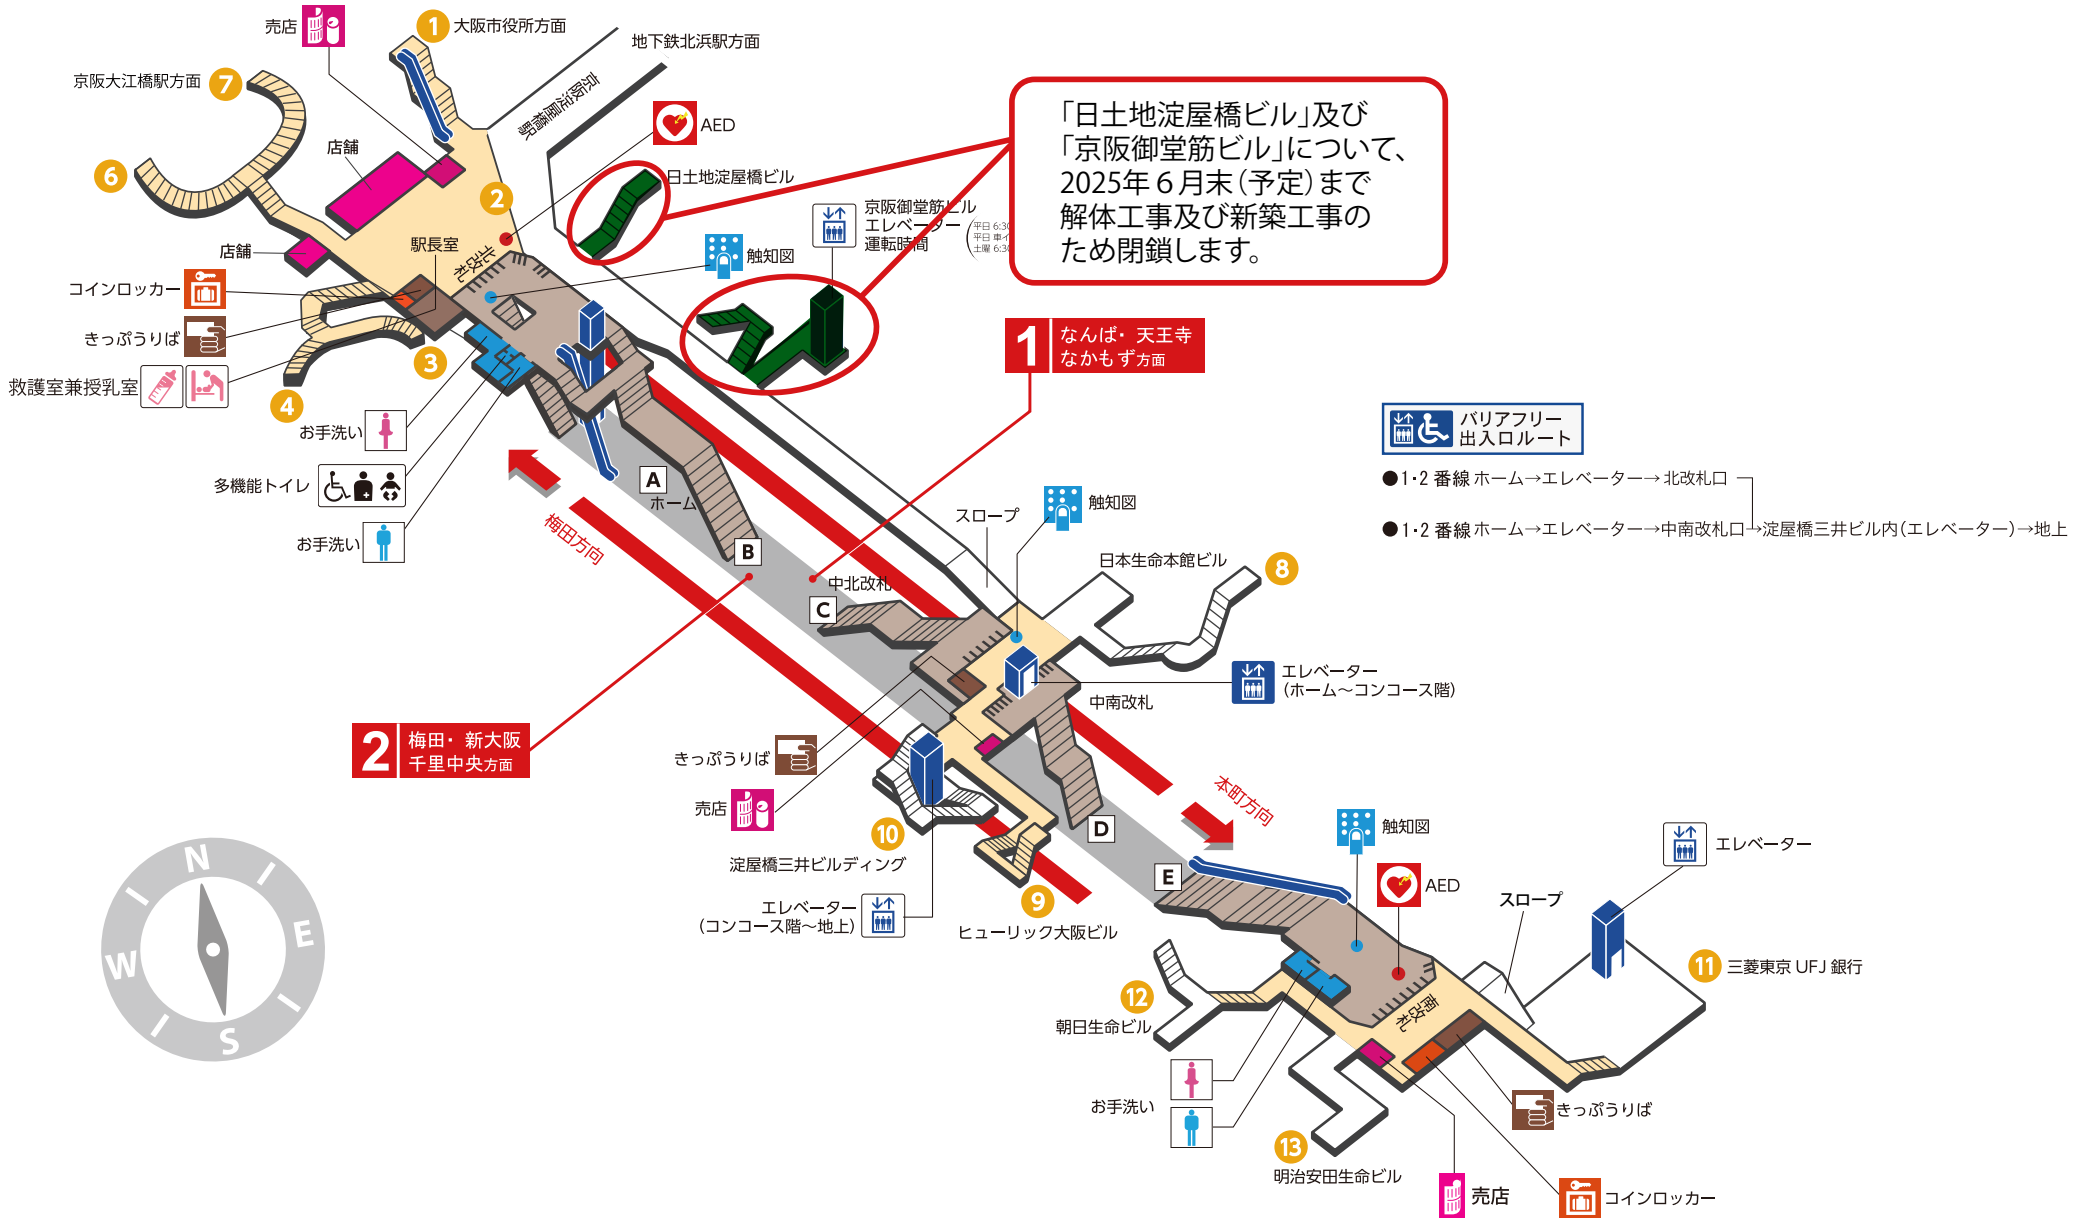 売店
1
大阪市役所方面
地下鉄北浜駅方面
京阪淀屋橋駅
京阪大江橋駅方面
7
AED
店舗
6
日土地淀屋橋ビル
2
京阪御堂筋ビル
エレベーター
運転時間
平日 6:30
土曜 6:30
「日土地淀屋橋ビル」及び
「京阪御堂筋ビル」について、
2025年６月末(予定)まで
解体工事及び新築工事の
ため閉鎖します。
店舗
駅長室
北改札
触知図
コインロッカー
きっぷうりば
救護室兼授乳室
3
4
お手洗い
多機能トイレ
お手洗い
1
なんば・天王寺
なかもず方面
バリアフリー
出入口ルート
●1・2 番線 ホーム→エレベーター→北改札口
●1・2 番線 ホーム→エレベーター→中南改札口→淀屋橋三井ビル内(エレベーター)→地上
A
ホーム
梅田方向
B
スロープ
触知図
日本生命本館ビル
8
中北改札
C
エレベーター
(ホーム～コンコース階)
中南改札
2
梅田・新大阪
千里中央方面
きっぷうりば
売店
10
淀屋橋三井ビルディング
エレベーター
(コンコース階～地上)
本町方向
D
9
ヒューリック大阪ビル
E
触知図
AED
エレベーター
スロープ
11
三菱東京 UFJ 銀行
12
朝日生命ビル
南改札
お手洗い
きっぷうりば
13
明治安田生命ビル
売店
コインロッカー
N
I
E
I
S
I
W
I